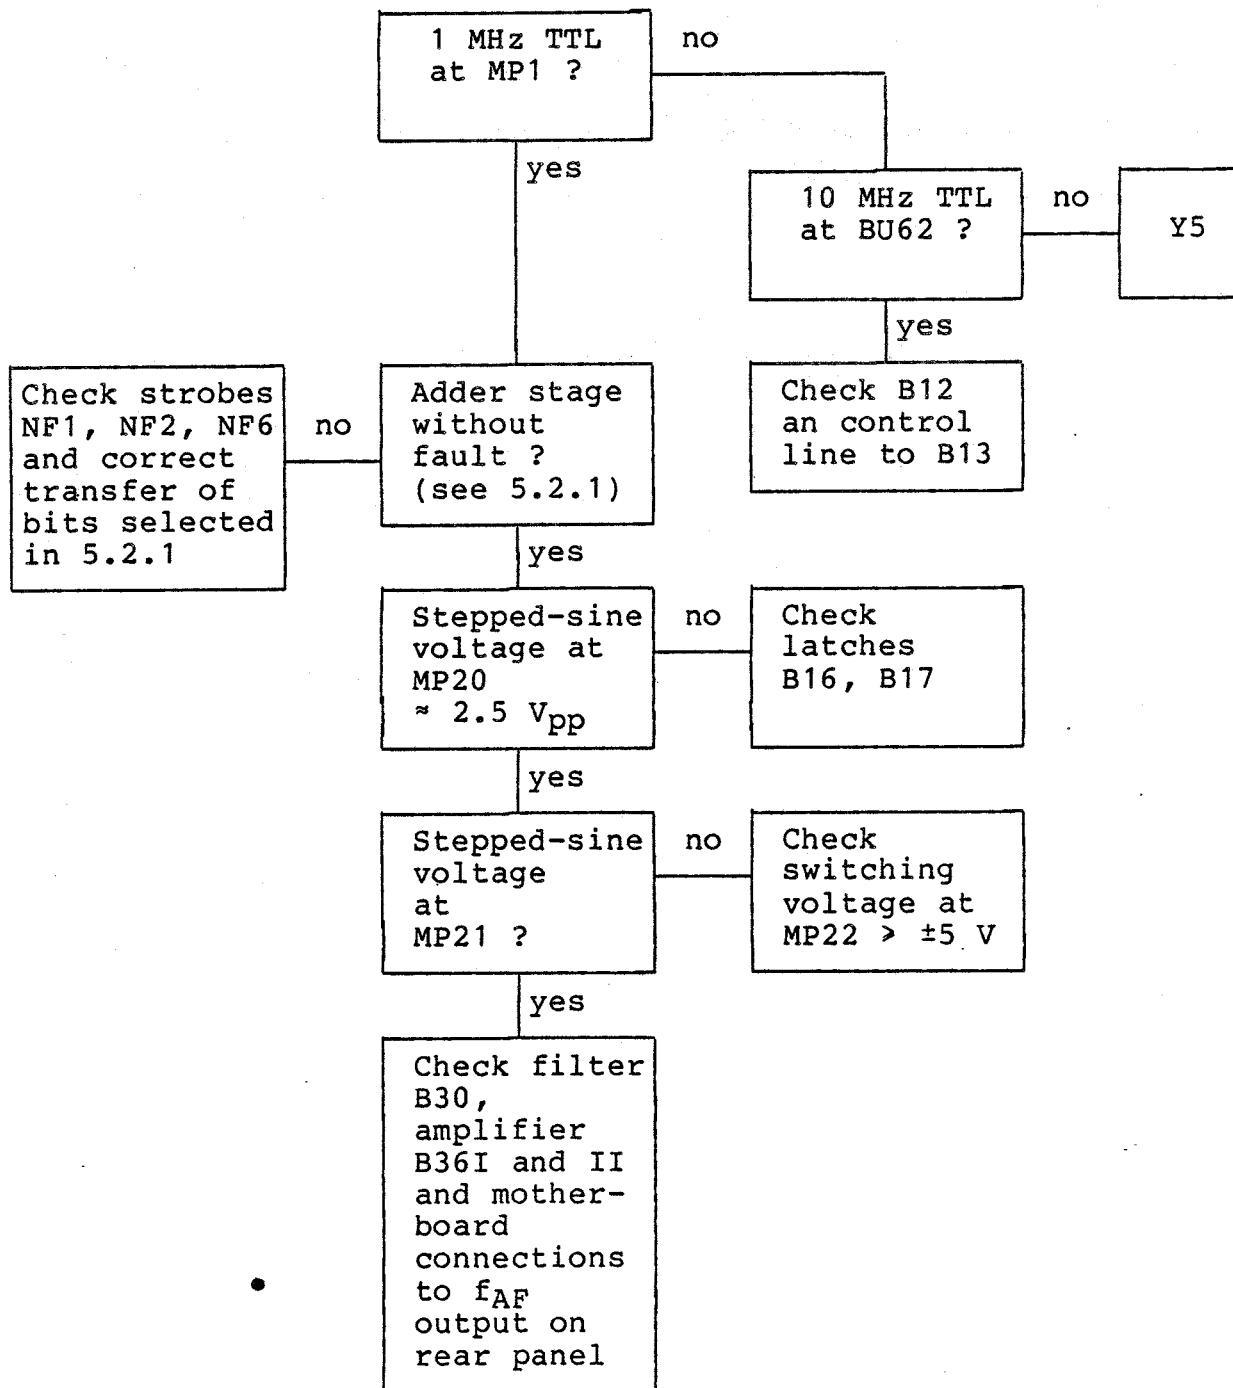 1 MHz TTL
at MP1 ?
no
yes
10 MHz TTL
at BU62 ?
no
Y5
yes
Check B12
an control
line to B13
Check strobes
NF1, NF2, NF6
and correct
transfer of
bits selected
in 5.2.1
no
Adder stage
without
fault ?
(see 5.2.1)
yes
Stepped-sine
voltage at
MP20
≈ 2.5 Vpp
no
Check
latches
B16, B17
yes
Stepped-sine
voltage
at
MP21 ?
no
Check
switching
voltage at
MP22 > ±5 V
yes
Check filter
B30,
amplifier
B36I and II
and mother-
board
connections
to fAF
output on
rear panel